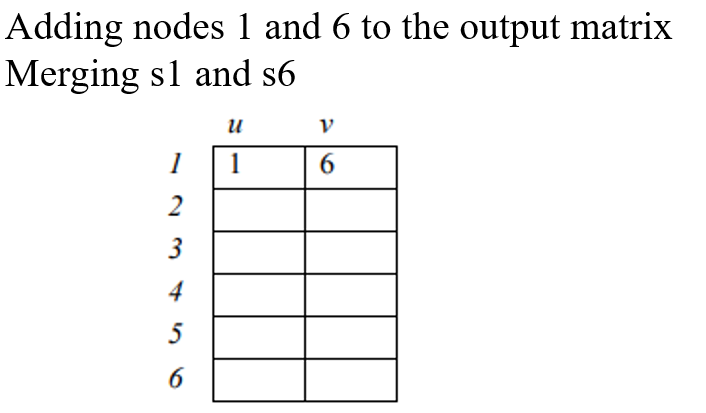 Adding nodes 1 and 6 to the output matrix
Merging s1 and s6
u v
1 1 6
2
3
4
5
6